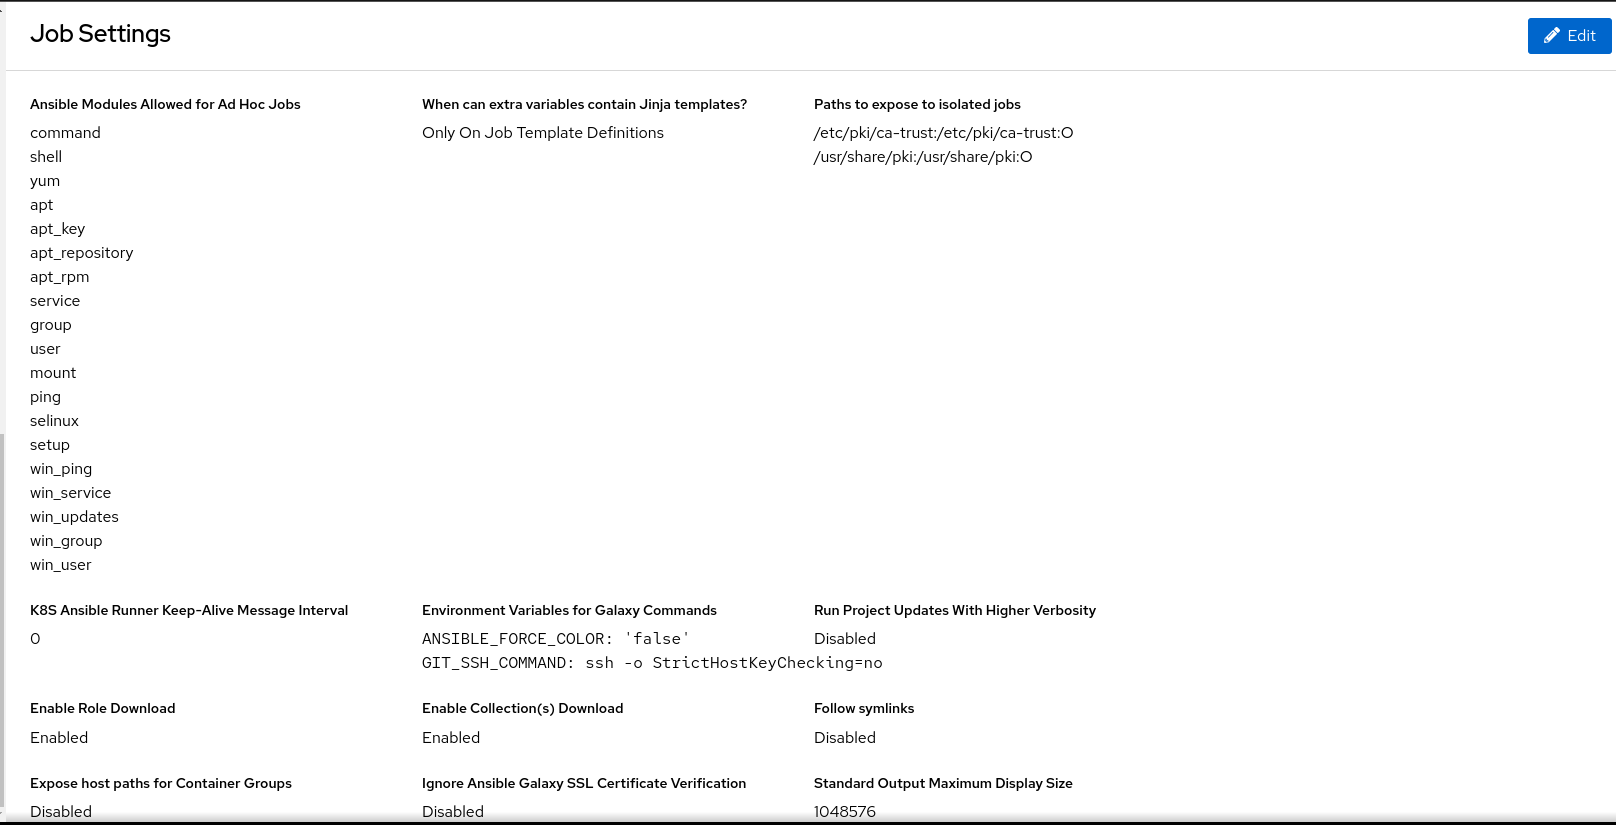 Job Settings
Edit
Ansible Modules Allowed for Ad Hoc Jobs
command
shell
yum
apt
apt_key
apt_repository
apt_rpm
service
group
user
mount
ping
selinux
setup
win_ping
win_service
win_updates
win_group
win_user
When can extra variables contain Jinja templates?
Only On Job Template Definitions
Paths to expose to isolated jobs
/etc/pki/ca-trust:/etc/pki/ca-trust:O
/usr/share/pki:/usr/share/pki:O
K8S Ansible Runner Keep-Alive Message Interval
0
Environment Variables for Galaxy Commands
ANSIBLE_FORCE_COLOR: 'false'
GIT_SSH_COMMAND: ssh -o StrictHostKeyChecking=no
Run Project Updates With Higher Verbosity
Disabled
Enable Role Download
Enabled
Enable Collection(s) Download
Enabled
Follow symlinks
Disabled
Expose host paths for Container Groups
Disabled
Ignore Ansible Galaxy SSL Certificate Verification
Disabled
Standard Output Maximum Display Size
1048576